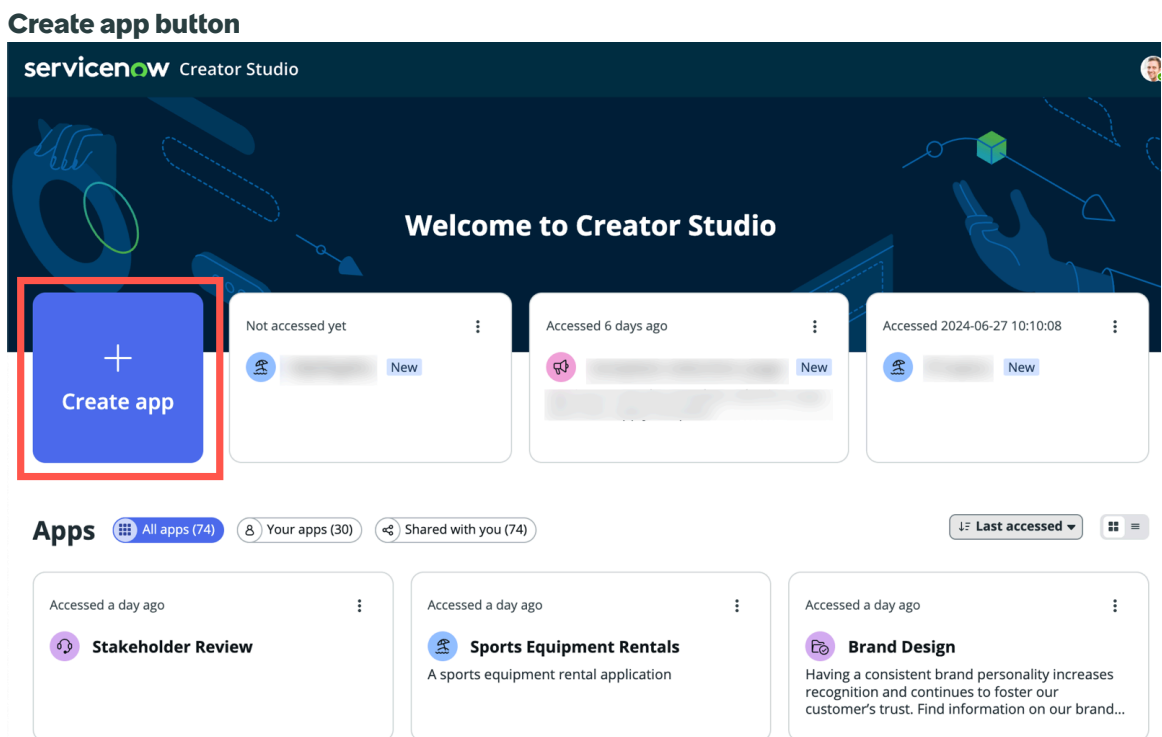 Create app button
servicenow Creator Studio
Welcome to Creator Studio
Create app
Not accessed yet
New
Accessed 6 days ago
New
Accessed 2024-06-27 10:10:08
New
Apps All apps (74) Your apps (30) Shared with you (74) Last accessed
Accessed a day ago
Stakeholder Review
Accessed a day ago
Sports Equipment Rentals
A sports equipment rental application
Accessed a day ago
Brand Design
Having a consistent brand personality increases
recognition and continues to foster our
customer's trust. Find information on our brand...